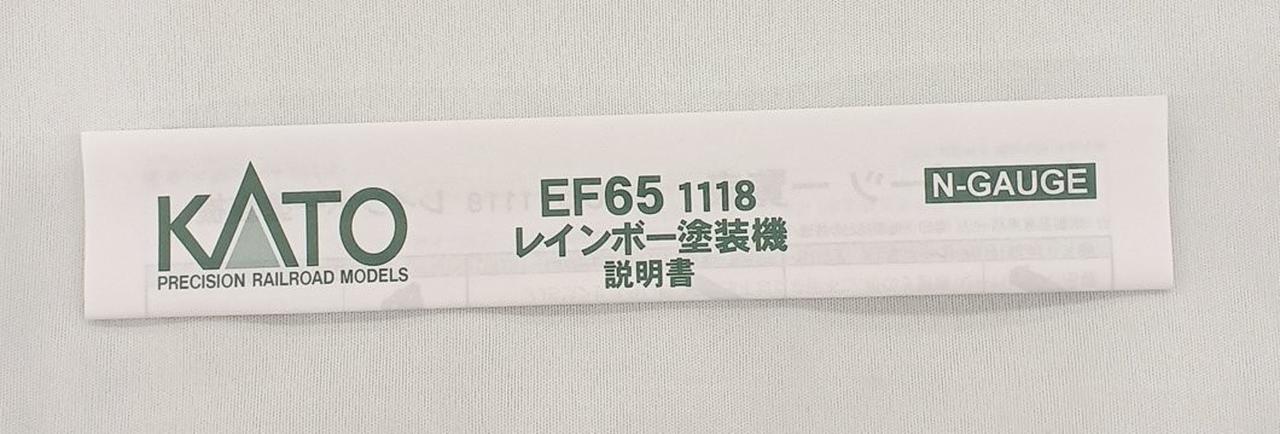 KATO
PRECISION RAILROAD MODELS
EF65 1118
レインボー塗装機
説明書
N-GAUGE